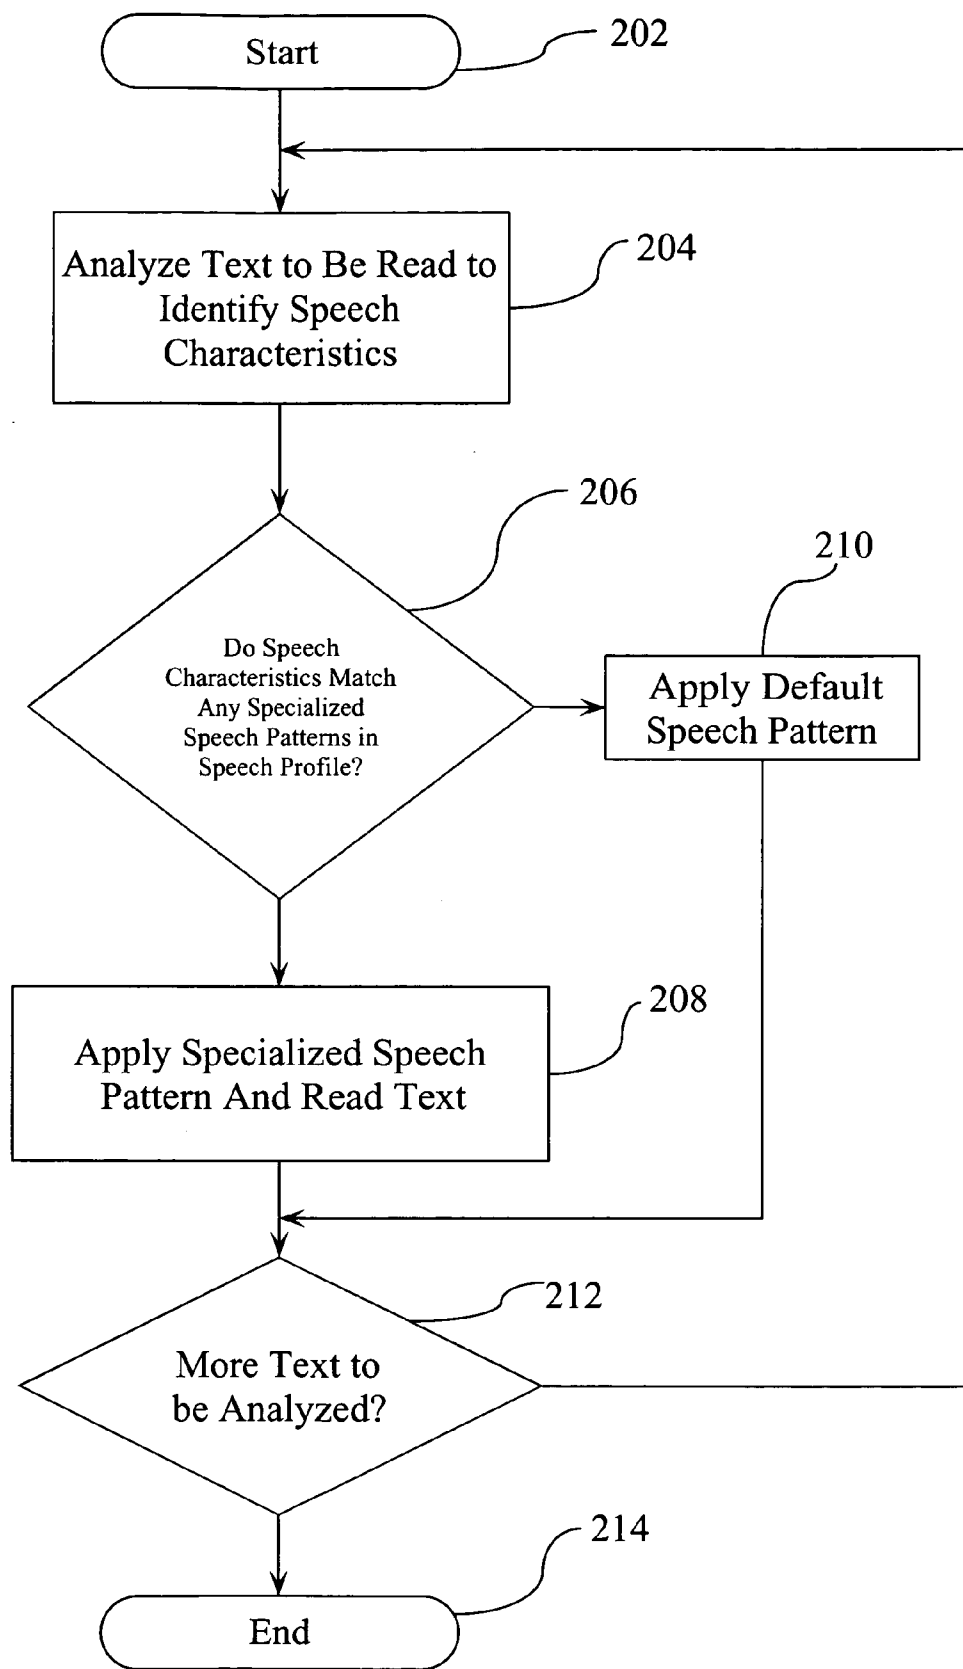 Start
202
Analyze Text to Be Read to
Identify Speech
Characteristics
204
206
Do Speech
Characteristics Match
Any Specialized
Speech Patterns in
Speech Profile?
210
Apply Default
Speech Pattern
208
Apply Specialized Speech
Pattern And Read Text
212
More Text to
be Analyzed?
214
End